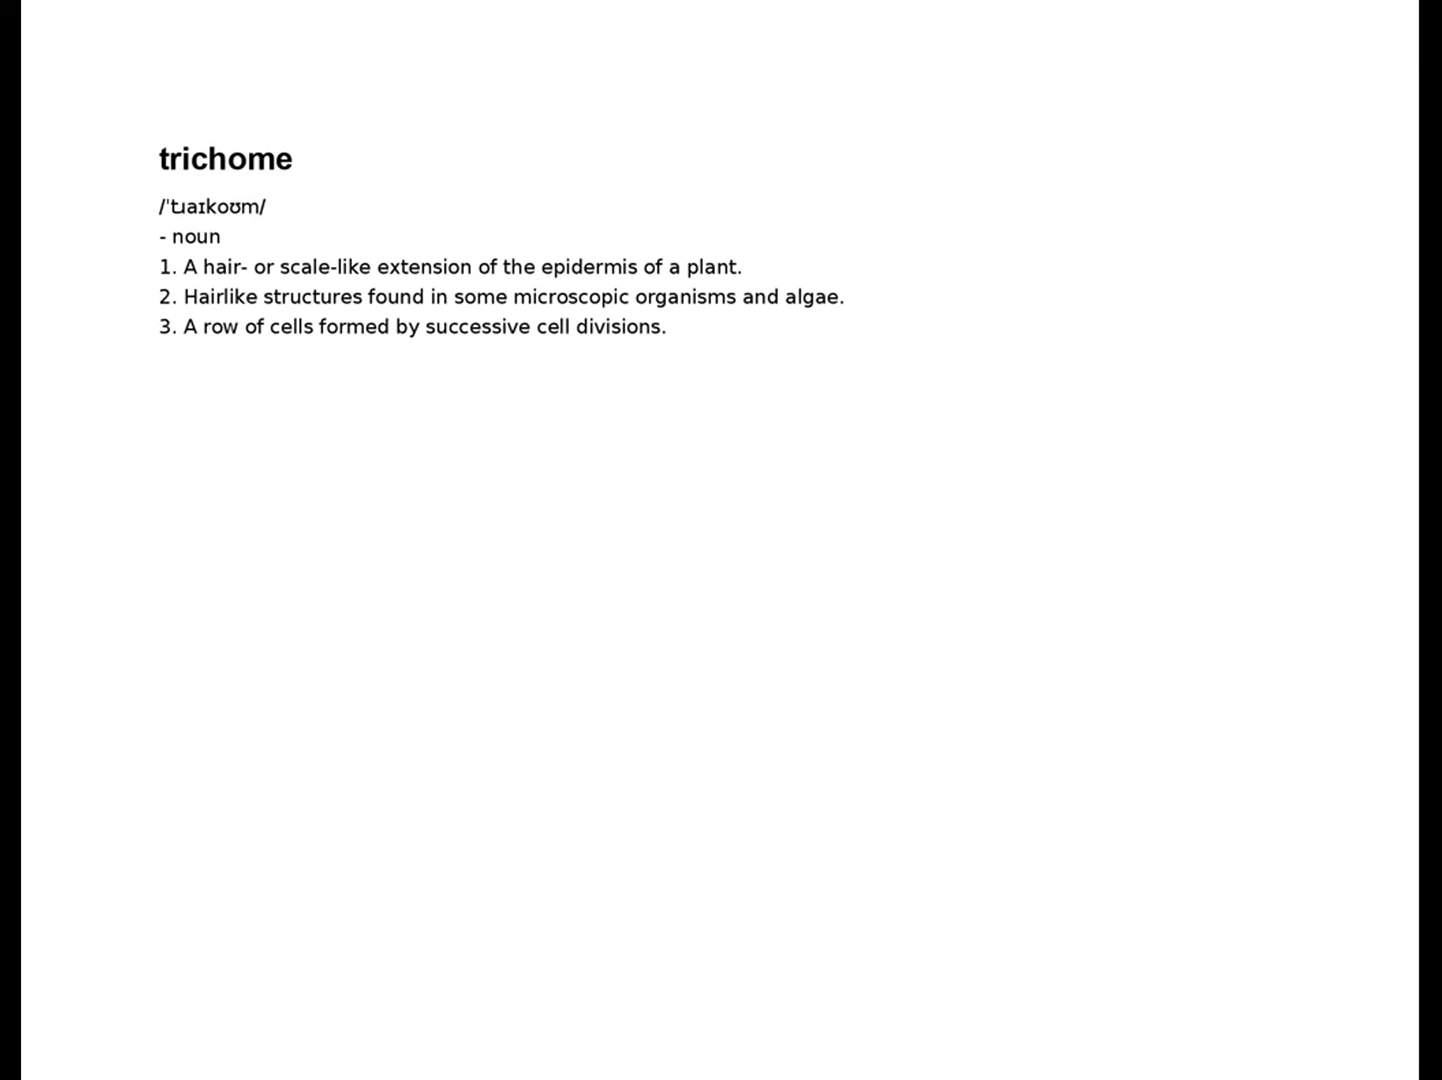 trichome
/ˈtɹaɪkoʊm/
- noun
1. A hair- or scale-like extension of the epidermis of a plant.
2. Hairlike structures found in some microscopic organisms and algae.
3. A row of cells formed by successive cell divisions.